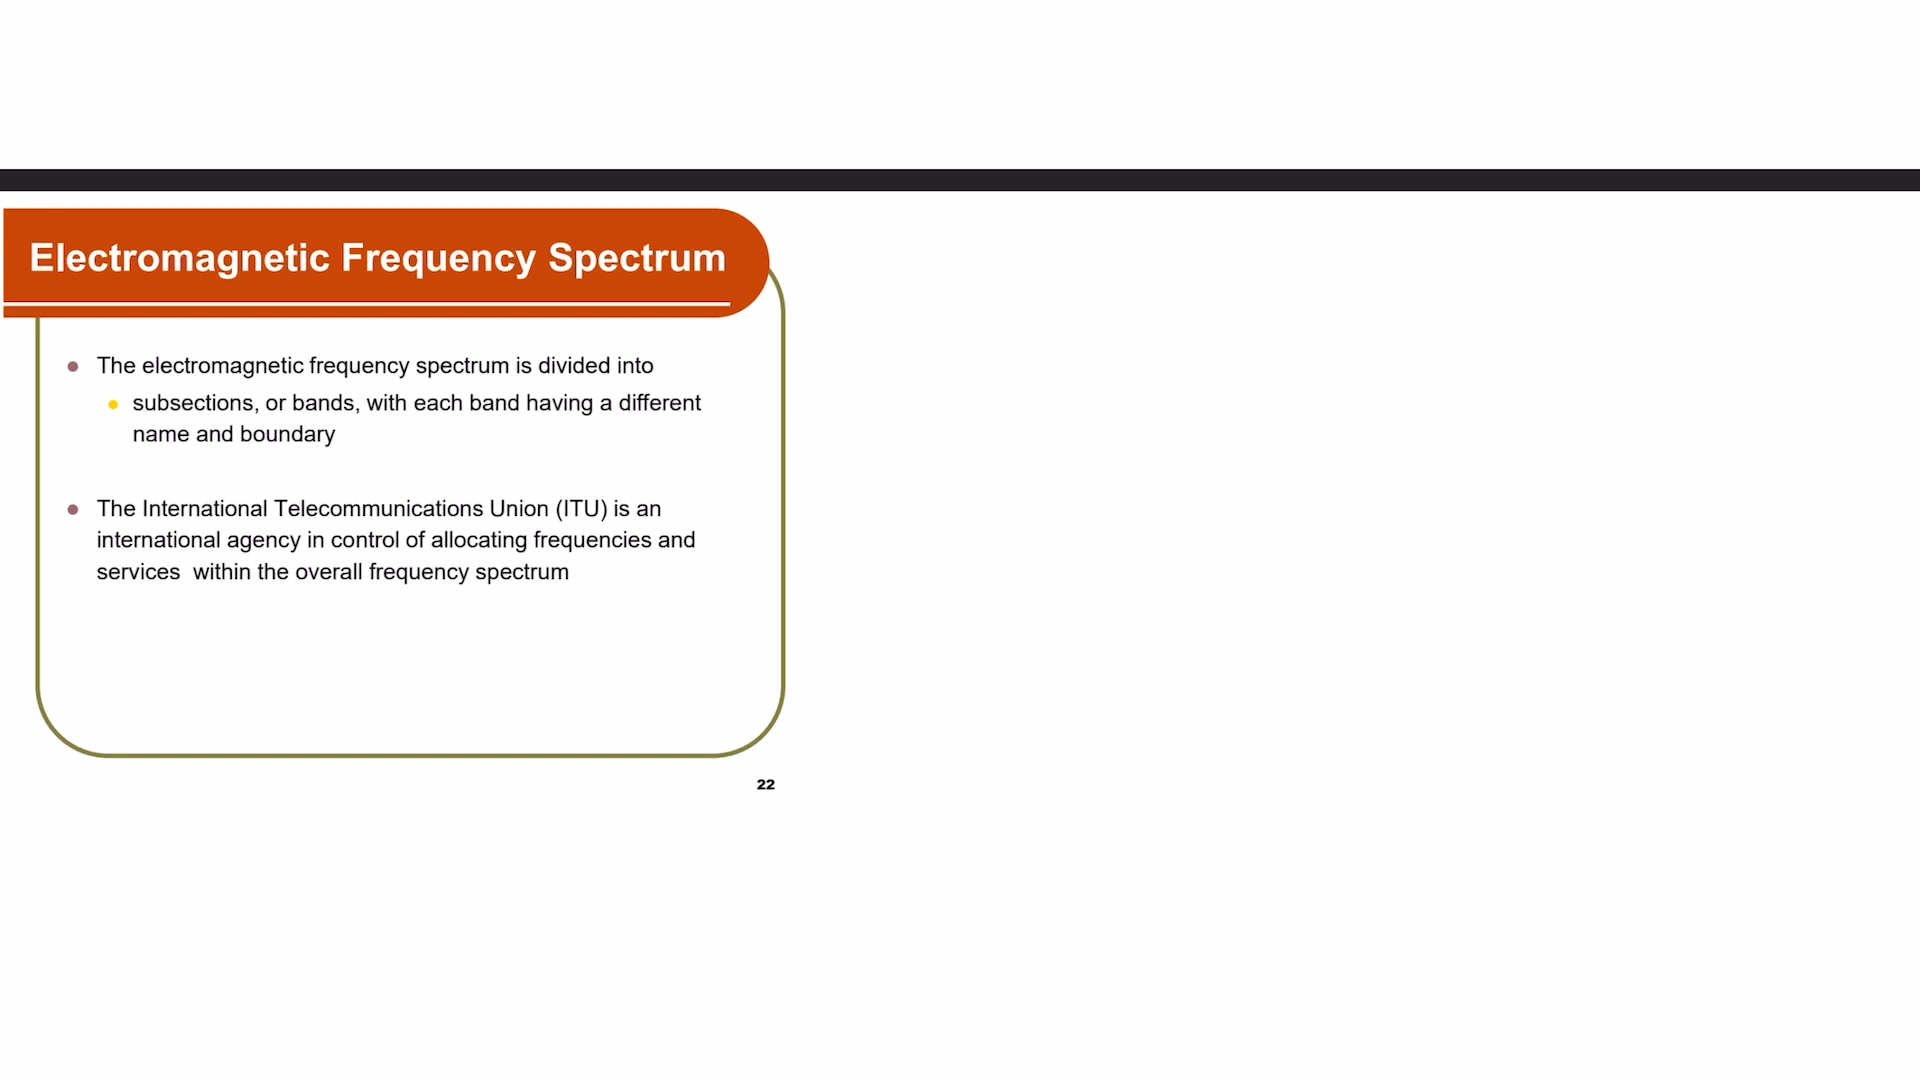 Electromagnetic Frequency Spectrum
The electromagnetic frequency spectrum is divided into
subsections, or bands, with each band having a different
name and boundary
The International Telecommunications Union (ITU) is an
international agency in control of allocating frequencies and
services  within the overall frequency spectrum
22